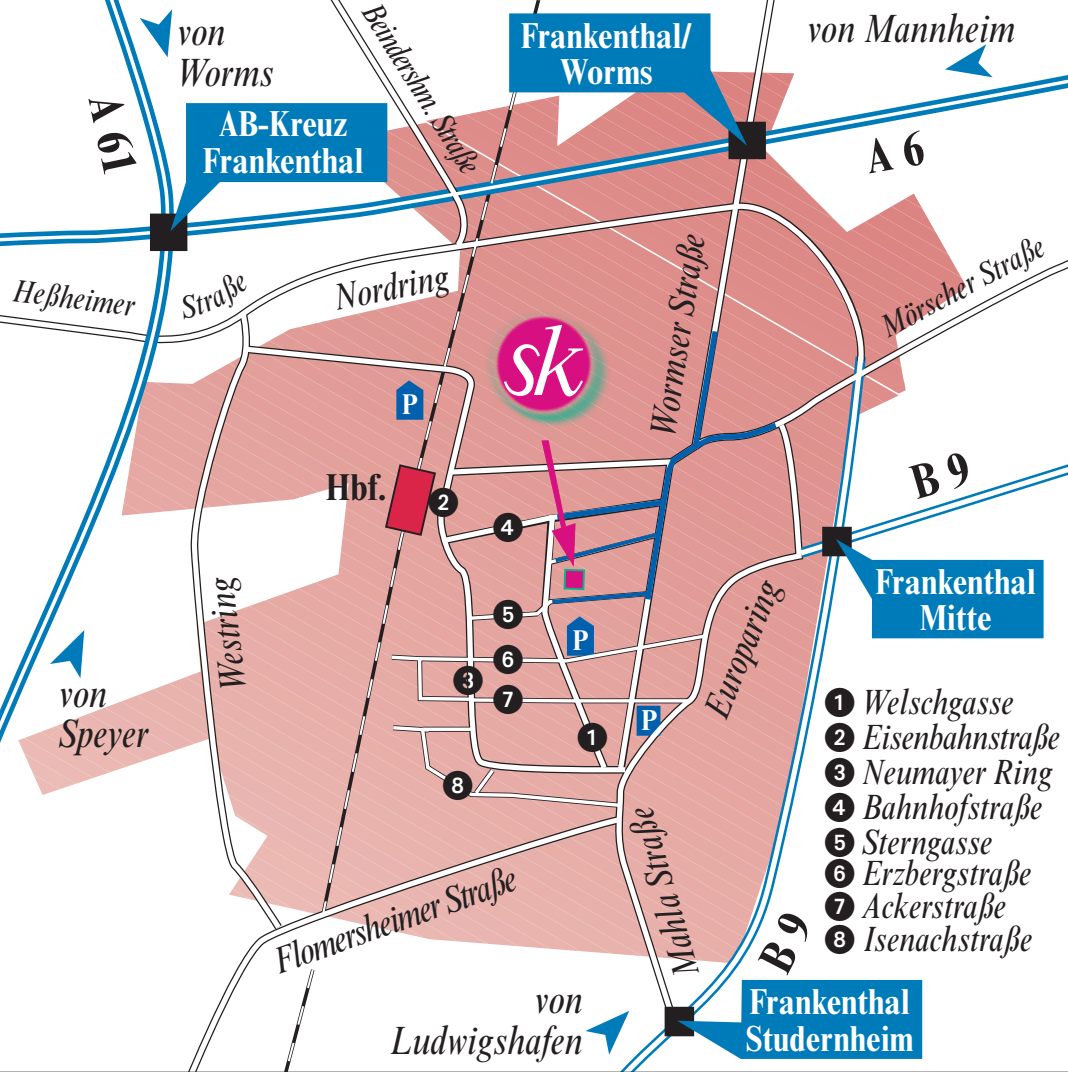 von
Worms
Beindershm. Straße
Frankenthal/
Worms
von Mannheim
A 61
AB-Kreuz
Frankenthal
A 6
Heßheimer Straße
Nordring
Wormser Straße
Mörscher Straße
sk
P
Hbf.
2
4
B 9
5
P
Frankenthal
Mitte
Westring
6
3
7
Europaring
von
Speyer
P
1
8
1 Welschgasse
2 Eisenbahnstraße
3 Neumayer Ring
4 Bahnhofstraße
5 Sterngasse
6 Erzbergstraße
7 Ackerstraße
8 Isenachstraße
Mahla Straße
Flomersheimer Straße
B 9
von
Ludwigshafen
Frankenthal
Studernheim